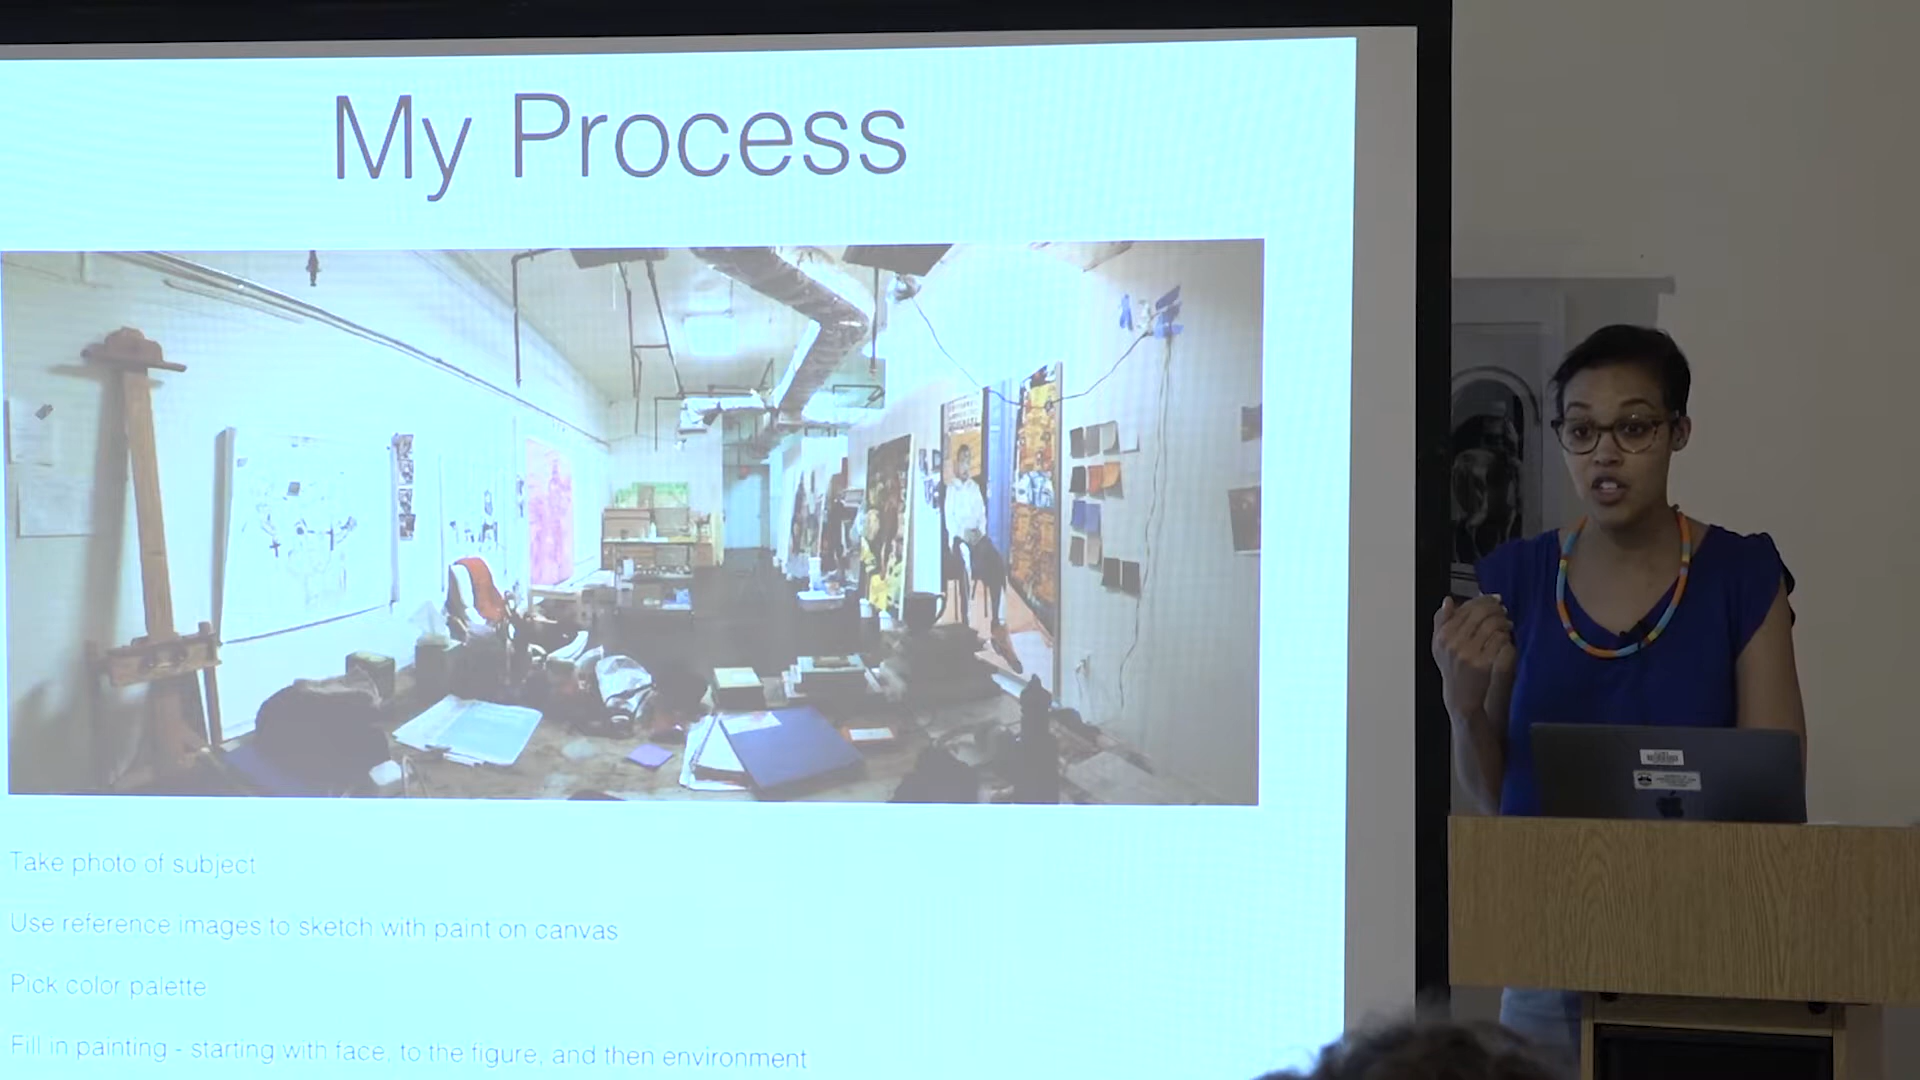 My Process
Take photo of subject
Use reference images to sketch with paint on canvas
Pick color palette
Fill in painting - starting with face, to the figure, and then environment